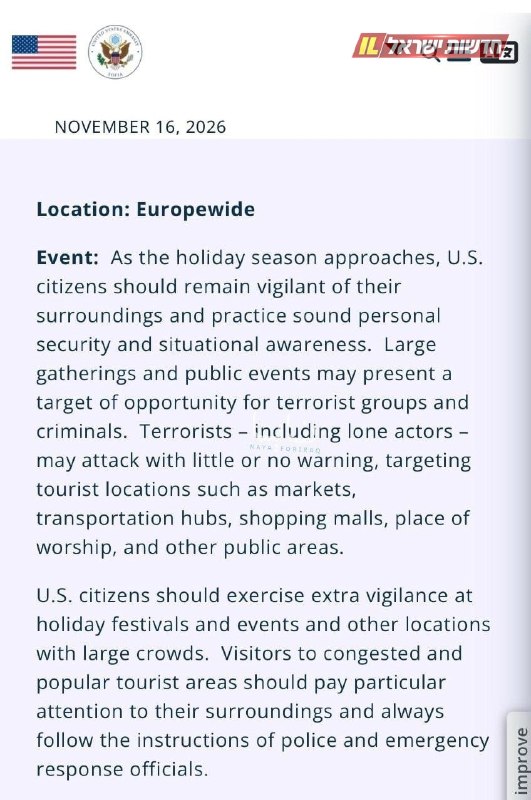 חדשות ישראל IL
NOVEMBER 16, 2026
Location: Europewide
Event: As the holiday season approaches, U.S.
citizens should remain vigilant of their
surroundings and practice sound personal
security and situational awareness. Large
gatherings and public events may present a
target of opportunity for terrorist groups and
criminals. Terrorists – including lone actors –
may attack with little or no warning, targeting
tourist locations such as markets,
transportation hubs, shopping malls, place of
worship, and other public areas.
U.S. citizens should exercise extra vigilance at
holiday festivals and events and other locations
with large crowds. Visitors to congested and
popular tourist areas should pay particular
attention to their surroundings and always
follow the instructions of police and emergency
response officials.
improve